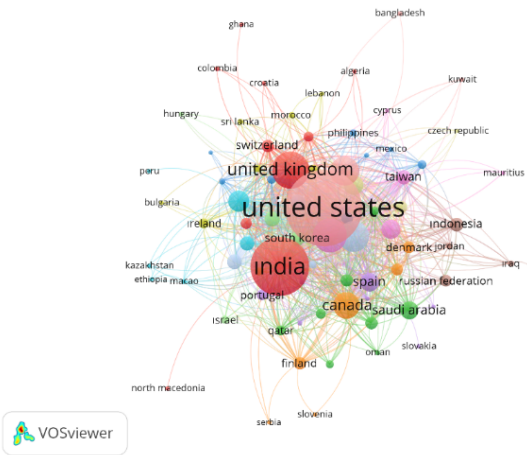 bangladesh
ghana
colombia
algeria
croatia
kuwait
lebanon
hungary
morocco
cyprus
sri lanka
philippines
czech republic
switzerland
mexico
united kingdom
peru
taiwan
mauritius
bulgaria
united states
ireland
indonesia
south korea
denmark
jordan
kazakhstan
india
iraq
ethiopia
macao
spain
russian federation
portugal
canada
saudi arabia
israel
qatar
slovakia
oman
finland
north macedonia
slovenia
serbia
VOSviewer